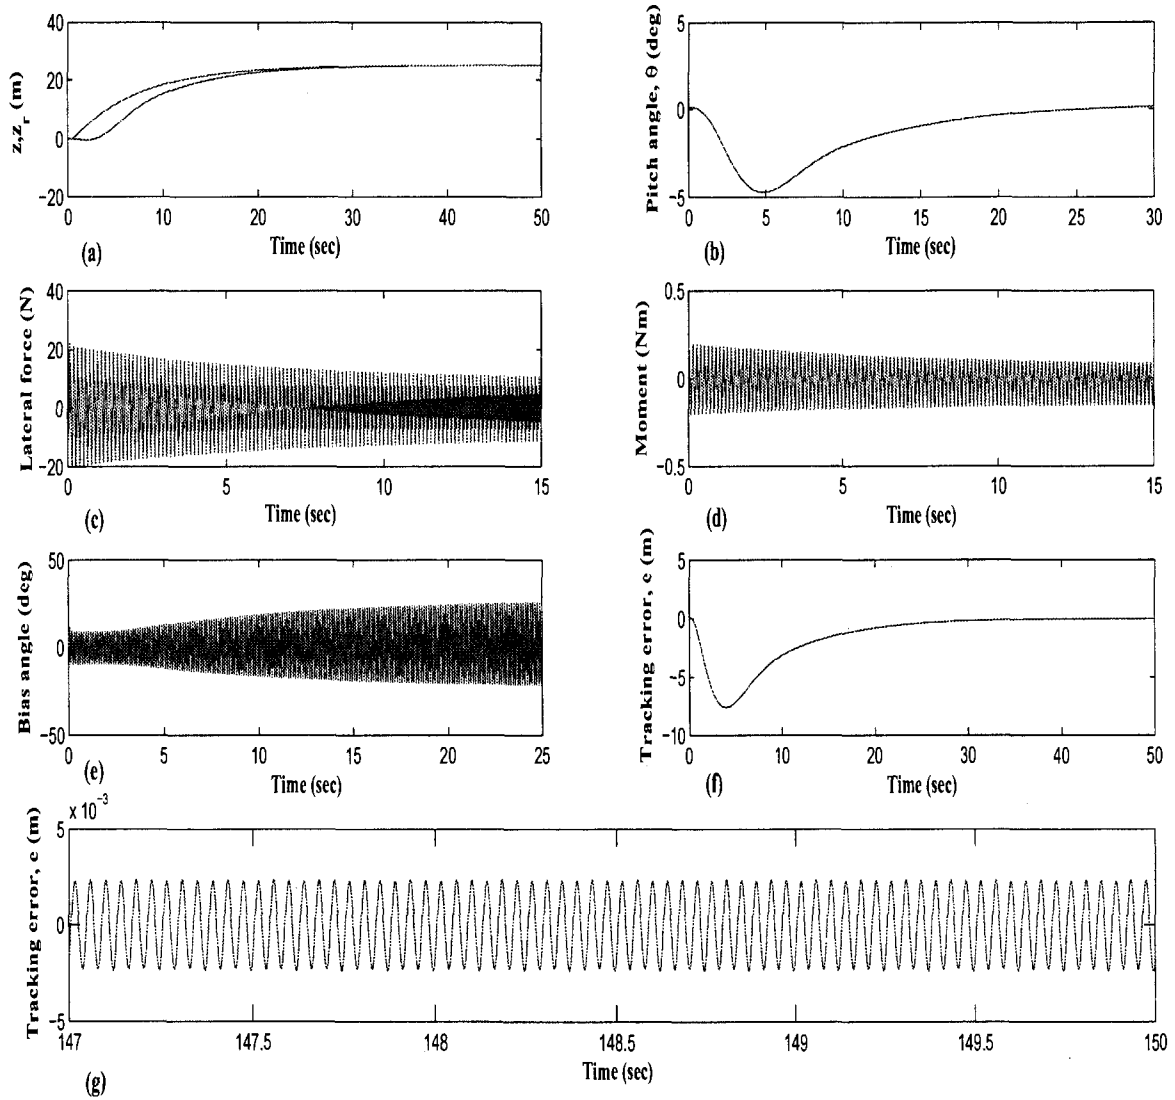 40
20
0
−20
z,z_r (m)
0 10 20 30 40 50
Time (sec)
(a)
5
0
−5
Pitch angle, θ (deg)
0 5 10 15 20 25 30
Time (sec)
(b)
40
20
0
−20
Lateral force (N)
0 5 10 15
Time (sec)
(c)
0.5
0
−0.5
Moment (Nm)
0 5 10 15
Time (sec)
(d)
50
0
−50
Bias angle (deg)
0 5 10 15 20 25
Time (sec)
(e)
5
0
−5
−10
Tracking error, e (m)
0 10 20 30 40 50
Time (sec)
(f)
x 10⁻³
5
0
−5
Tracking error, e (m)
147 147.5 148 148.5 149 149.5 150
Time (sec)
(g)